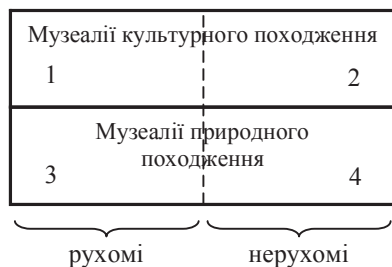 Музеалії культурного походження
1 2
Музеалії природного
походження
3 4
рухомі нерухомі